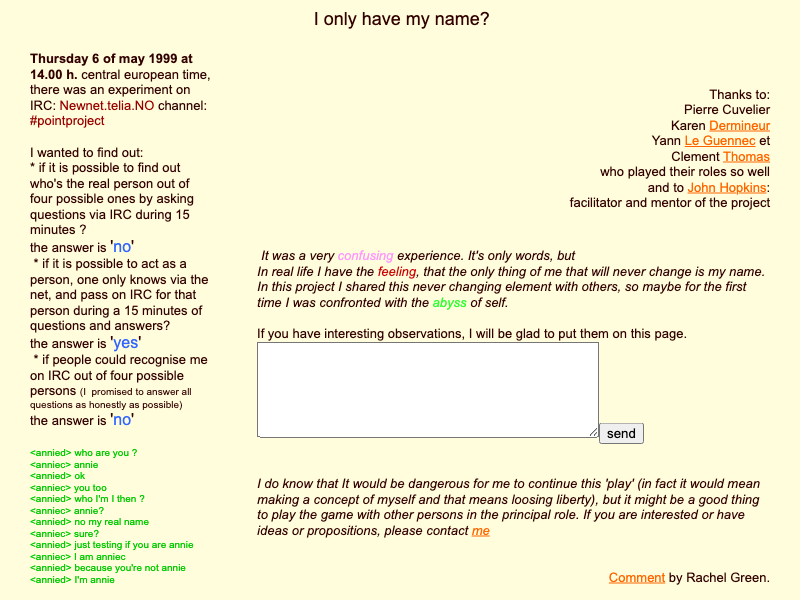 I only have my name?
Thursday 6 of may 1999 at
14.00 h. central european time,
there was an experiment on
IRC: Newnet.telia.NO channel:
#pointproject
I wanted to find out:
* if it is possible to find out
who's the real person out of
four possible ones by asking
questions via IRC during 15
minutes ?
the answer is 'no'
* if it is possible to act as a
person, one only knows via the
net, and pass on IRC for that
person during a 15 minutes of
questions and answers?
the answer is 'yes'
* if people could recognise me
on IRC out of four possible
persons (I promised to answer all
questions as honestly as possible)
the answer is 'no'
<annied> who are you ?
<anniec> annie
<annied> ok
<anniec> you too
<annied> who I'm I then ?
<anniec> annie?
<annied> no my real name
<anniec> sure?
<annied> just testing if you are annie
<anniec> I am anniec
<annied> because you're not annie
<annied> I'm annie
Thanks to:
Pierre Cuvelier
Karen Dermineur
Yann Le Guennec et
Clement Thomas
who played their roles so well
and to John Hopkins:
facilitator and mentor of the project
It was a very confusing experience. It's only words, but
In real life I have the feeling, that the only thing of me that will never change is my name.
In this project I shared this never changing element with others, so maybe for the first
time I was confronted with the abyss of self.
If you have interesting observations, I will be glad to put them on this page.
send
I do know that It would be dangerous for me to continue this 'play' (in fact it would mean
making a concept of myself and that means loosing liberty), but it might be a good thing
to play the game with other persons in the principal role. If you are interested or have
ideas or propositions, please contact me
Comment by Rachel Green.